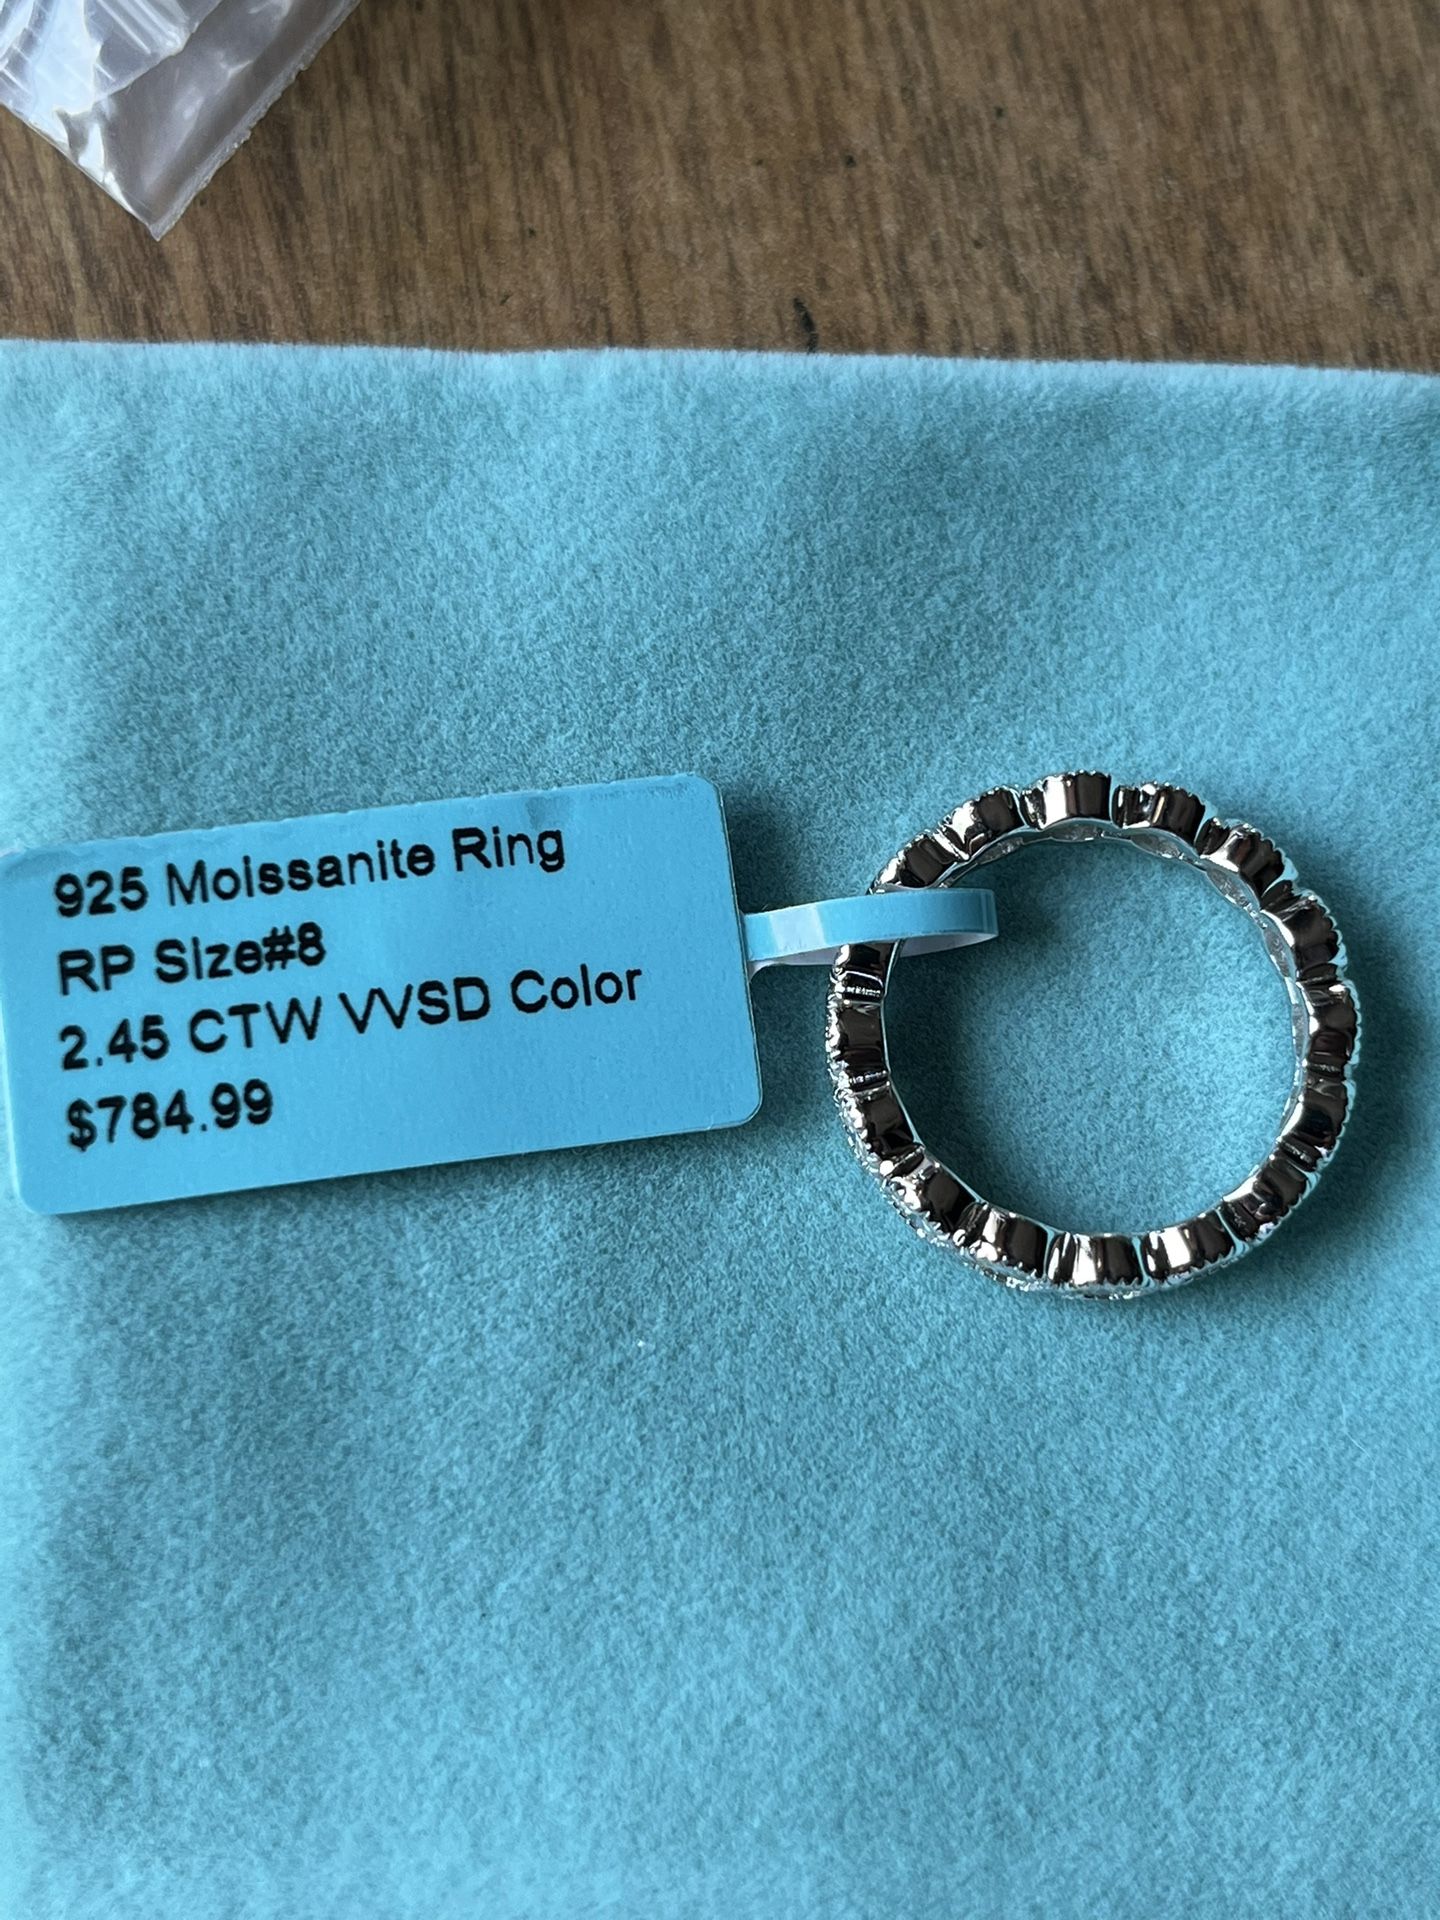 925 Moissanite Ring
RP Size#8
2.45 CTW VVSD Color
$784.99